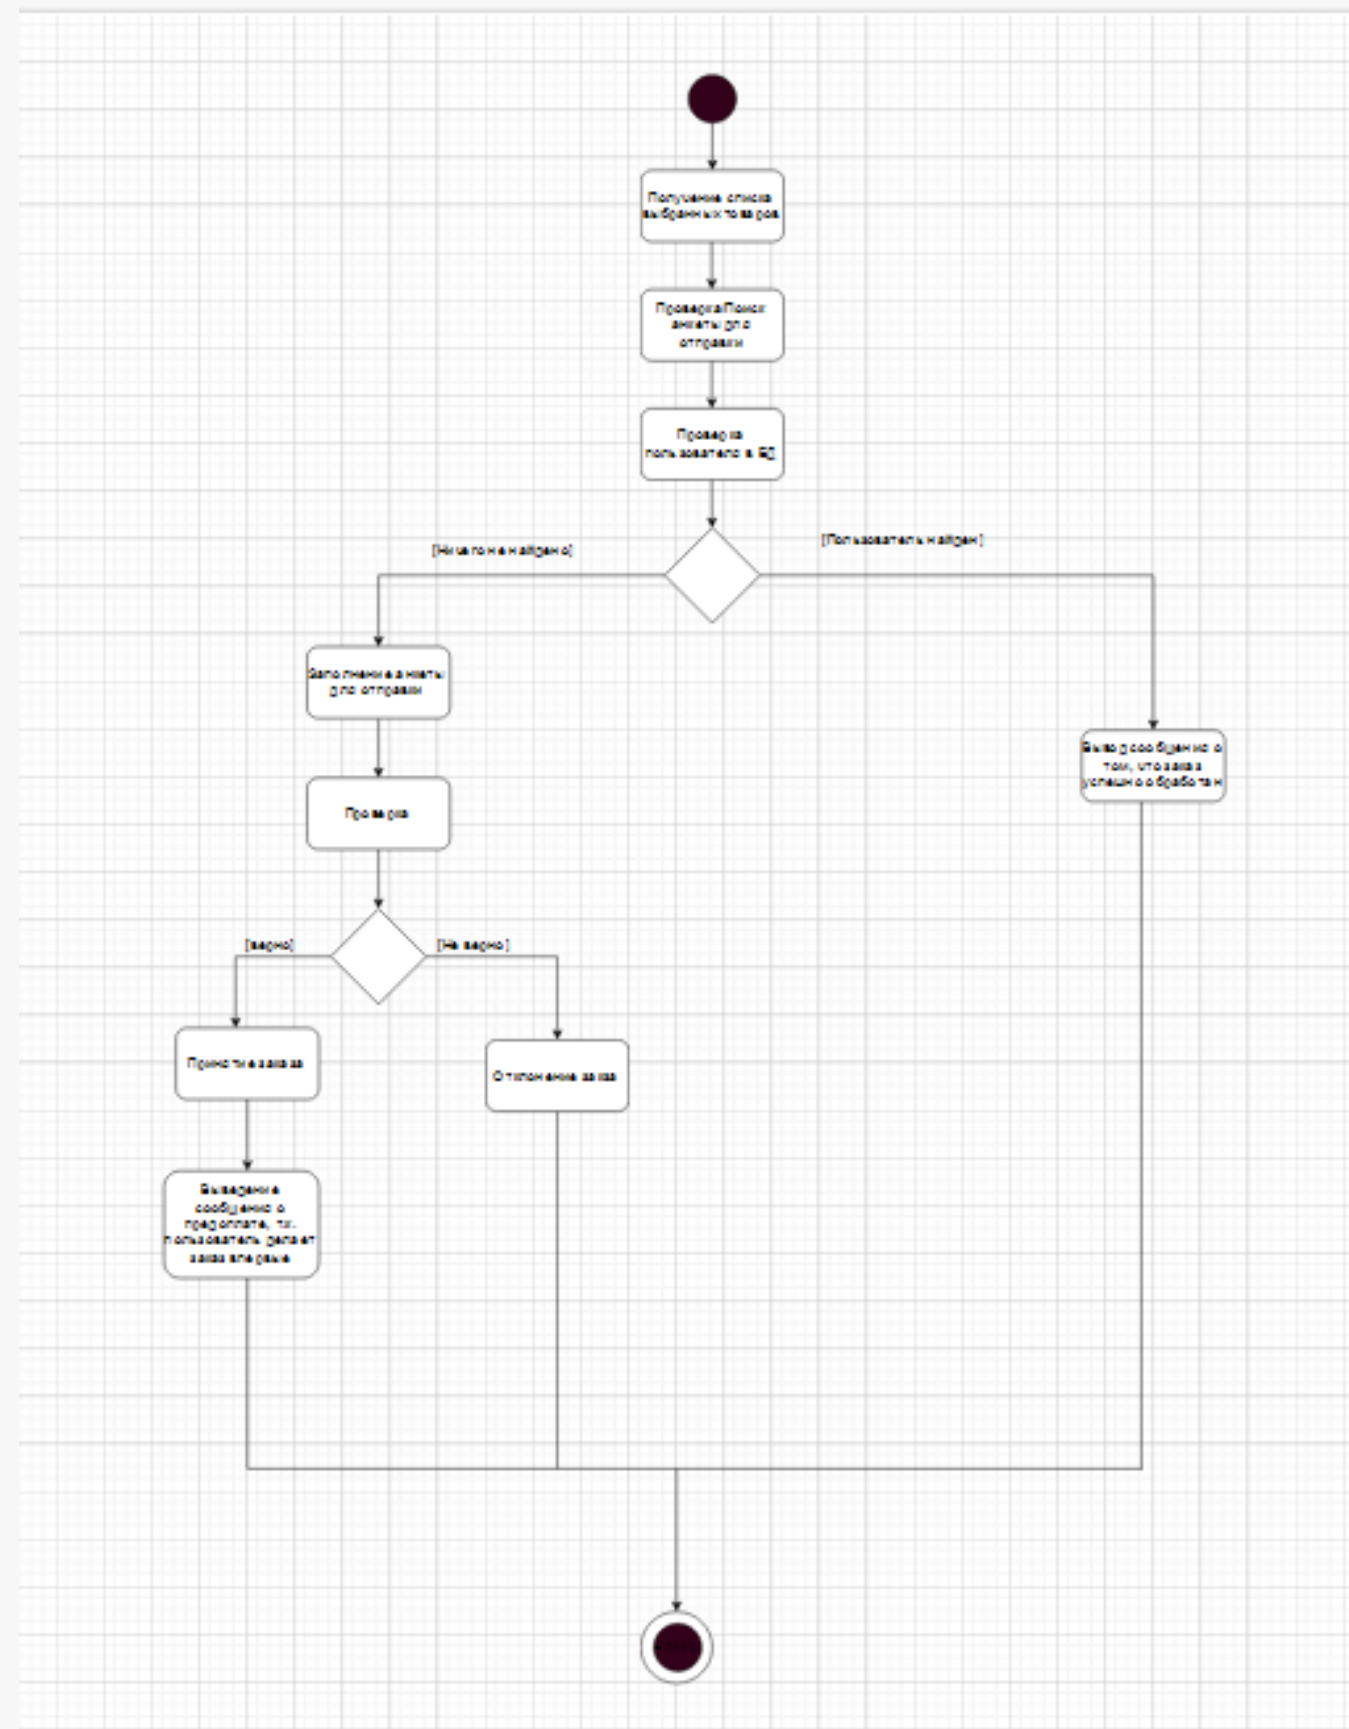 Получение списка
выбранных товаров
Проверка/Поиск
анкеты для
отправки
Проверка
пользователя в БД
[Ничего не найдено]
[Пользователь найден]
Заполнение анкеты
для отправки
Вывод сообщения о
том, что заказ
успешно обработан
Проверка
[верно]
[Не верно]
Принятие заказа
Отклонение заказа
Выведение
сообщения о
предоплате, т.к.
пользователь делает
заказ впервые